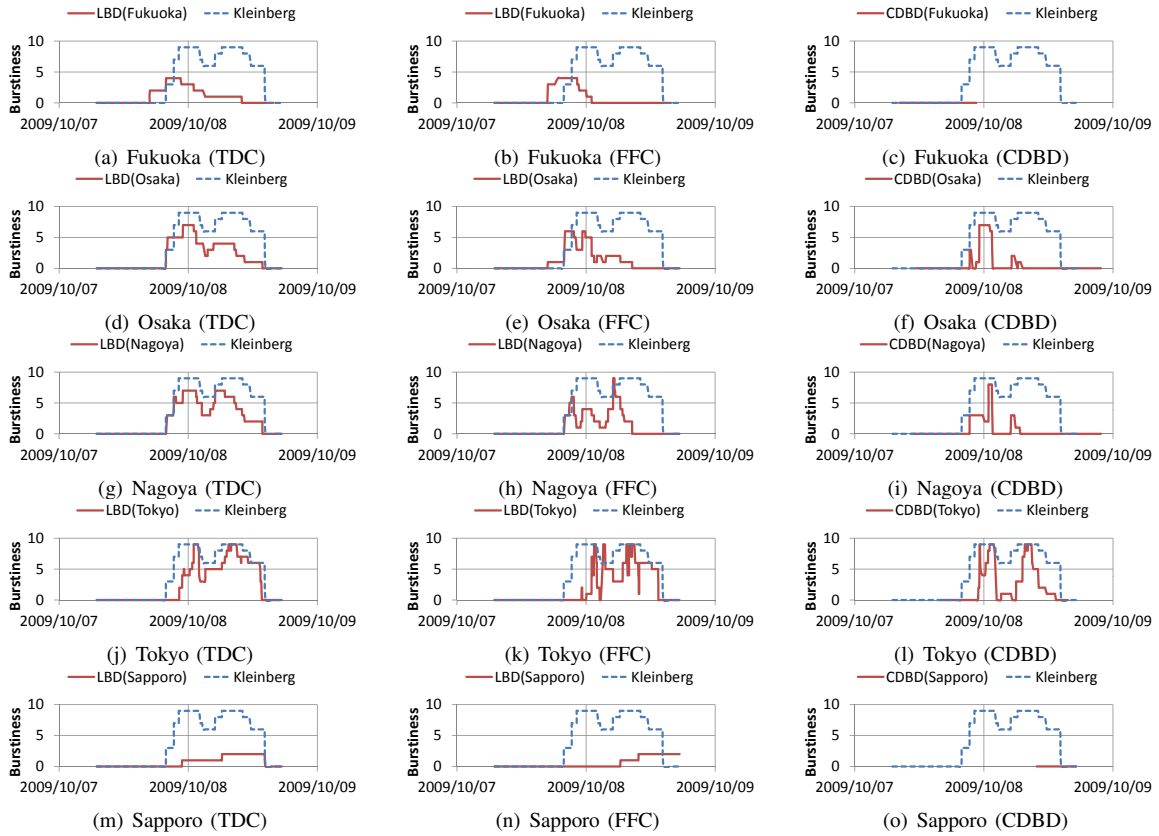 LBD(Fukuoka) Kleinberg
Burstiness
10
5
0
2009/10/07 2009/10/08 2009/10/09
(a) Fukuoka (TDC)
LBD(Fukuoka) Kleinberg
Burstiness
10
5
0
2009/10/07 2009/10/08 2009/10/09
(b) Fukuoka (FFC)
CDBD(Fukuoka) Kleinberg
Burstiness
10
5
0
2009/10/07 2009/10/08 2009/10/09
(c) Fukuoka (CDBD)
LBD(Osaka) Kleinberg
Burstiness
10
5
0
2009/10/07 2009/10/08 2009/10/09
(d) Osaka (TDC)
LBD(Osaka) Kleinberg
Burstiness
10
5
0
2009/10/07 2009/10/08 2009/10/09
(e) Osaka (FFC)
CDBD(Osaka) Kleinberg
Burstiness
10
5
0
2009/10/07 2009/10/08 2009/10/09
(f) Osaka (CDBD)
LBD(Nagoya) Kleinberg
Burstiness
10
5
0
2009/10/07 2009/10/08 2009/10/09
(g) Nagoya (TDC)
LBD(Nagoya) Kleinberg
Burstiness
10
5
0
2009/10/07 2009/10/08 2009/10/09
(h) Nagoya (FFC)
CDBD(Nagoya) Kleinberg
Burstiness
10
5
0
2009/10/07 2009/10/08 2009/10/09
(i) Nagoya (CDBD)
LBD(Tokyo) Kleinberg
Burstiness
10
5
0
2009/10/07 2009/10/08 2009/10/09
(j) Tokyo (TDC)
LBD(Tokyo) Kleinberg
Burstiness
10
5
0
2009/10/07 2009/10/08 2009/10/09
(k) Tokyo (FFC)
CDBD(Tokyo) Kleinberg
Burstiness
10
5
0
2009/10/07 2009/10/08 2009/10/09
(l) Tokyo (CDBD)
LBD(Sapporo) Kleinberg
Burstiness
10
5
0
2009/10/07 2009/10/08 2009/10/09
(m) Sapporo (TDC)
LBD(Sapporo) Kleinberg
Burstiness
10
5
0
2009/10/07 2009/10/08 2009/10/09
(n) Sapporo (FFC)
CDBD(Sapporo) Kleinberg
Burstiness
10
5
0
2009/10/07 2009/10/08 2009/10/09
(o) Sapporo (CDBD)